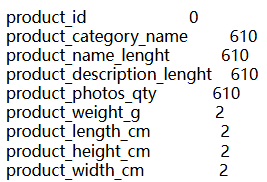 product_id 0
product_category_name 610
product_name_lenght 610
product_description_lenght 610
product_photos_qty 610
product_weight_g 2
product_length_cm 2
product_height_cm 2
product_width_cm 2